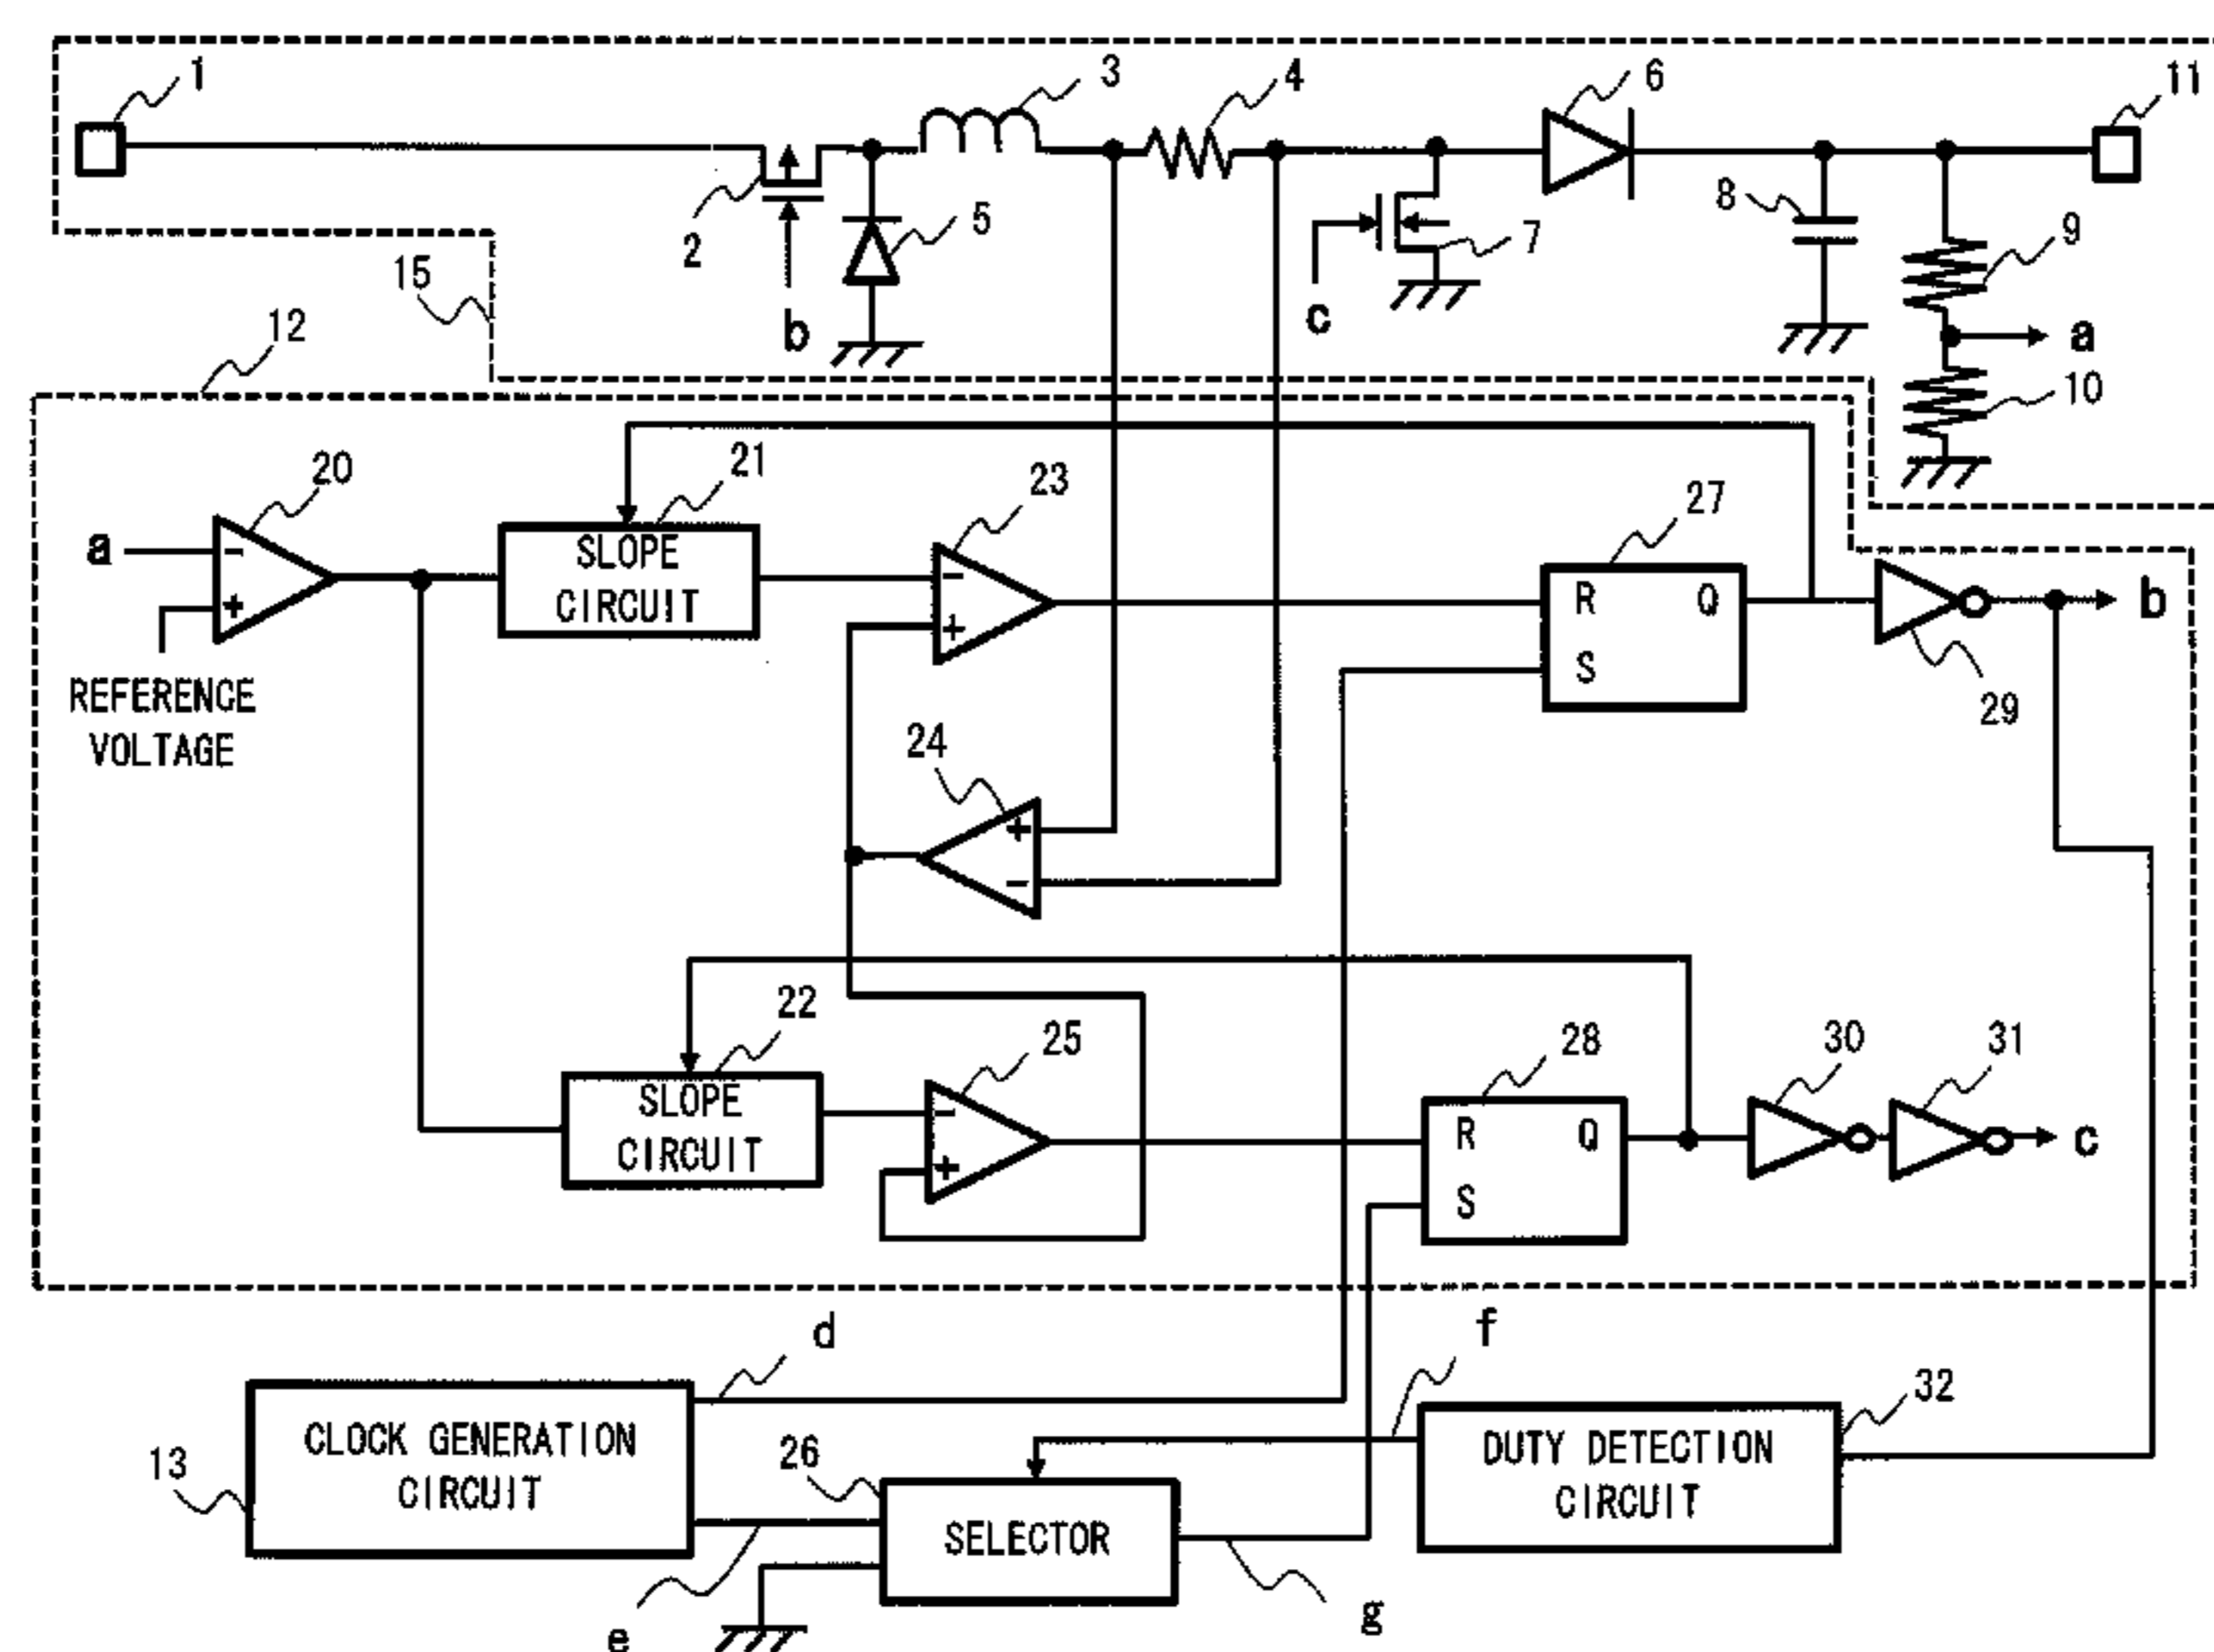 1
3
4
6
11
2
5
7
8
9
b
c
a
10
15
12
20
21
23
27
a
-
+
SLOPE
CIRCUIT
-
+
R Q
S
b
29
REFERENCE
VOLTAGE
24
+
-
22
25
28
30
31
SLOPE
CIRCUIT
-
+
R Q
S
c
d
f
32
13
CLOCK GENERATION
CIRCUIT
26
SELECTOR
DUTY DETECTION
CIRCUIT
e
g